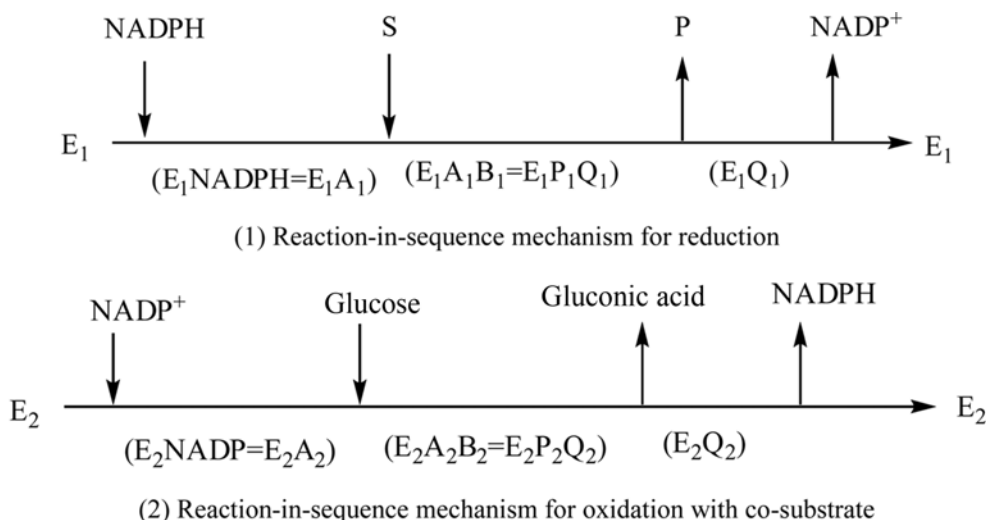 NADPH S P NADP⁺
E₁ E₁
(E₁NADPH=E₁A₁) (E₁A₁B₁=E₁P₁Q₁) (E₁Q₁)
(1) Reaction-in-sequence mechanism for reduction
NADP⁺ Glucose Gluconic acid NADPH
E₂ E₂
(E₂NADP=E₂A₂) (E₂A₂B₂=E₂P₂Q₂) (E₂Q₂)
(2) Reaction-in-sequence mechanism for oxidation with co-substrate